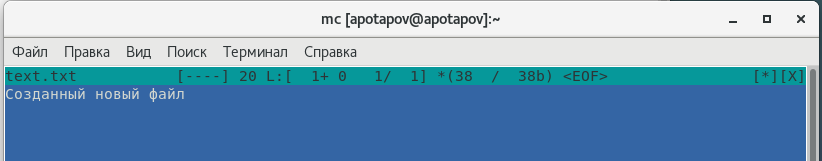 mc [apotapov@apotapov]:~
Файл Правка Вид Поиск Терминал Справка
text.txt [----] 20 L:[ 1+ 0 1/ 1] *(38 / 38b) <EOF> [*][X]
Созданный новый файл